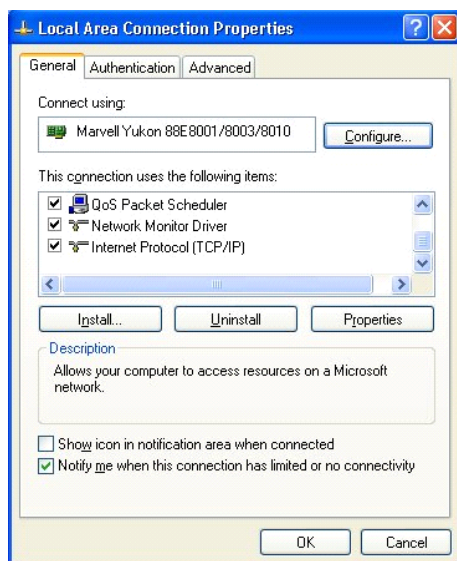 Local Area Connection Properties
General Authentication Advanced
Connect using:
Marvell Yukon 88E8001/8003/8010
Configure...
This connection uses the following items:
QoS Packet Scheduler
Network Monitor Driver
Internet Protocol (TCP/IP)
Install... Uninstall Properties
Description
Allows your computer to access resources on a Microsoft
network.
Show icon in notification area when connected
Notify me when this connection has limited or no connectivity
OK Cancel